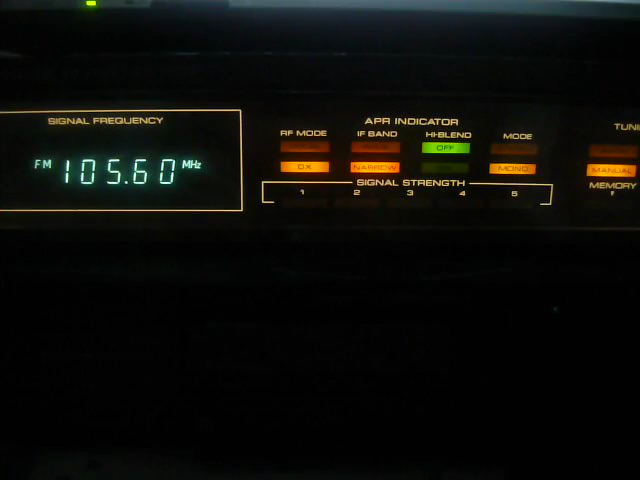 SIGNAL FREQUENCY
FM 105.60 MHz
APR INDICATOR
RF MODE IF BAND HI-BLEND MODE
OFF
DX NARROW MONO
SIGNAL STRENGTH
1 2 3 4 5
TUNI
MANUAL
MEMORY